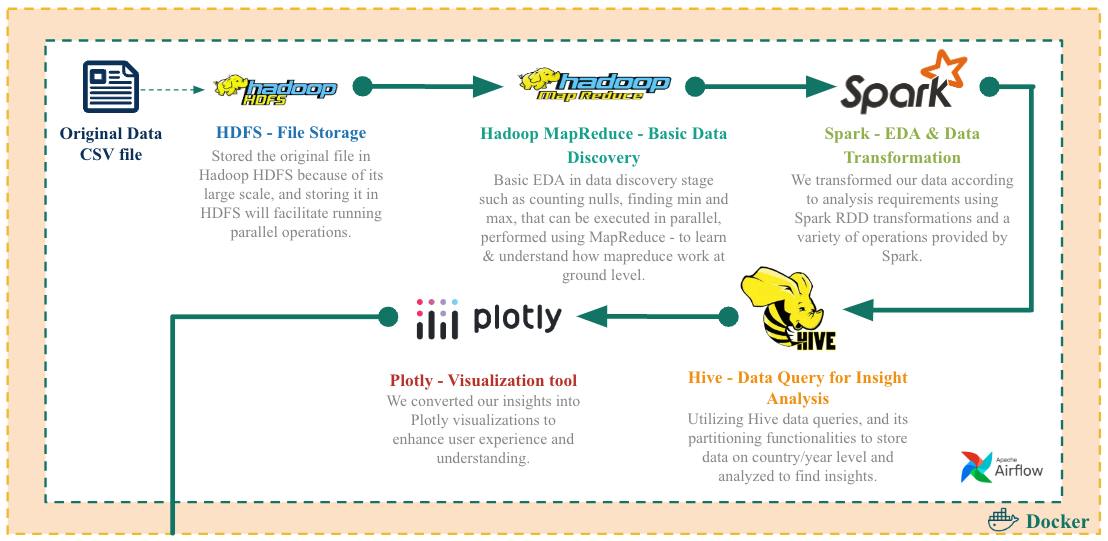 hadoop
HDFS
hadoop
Map Reduce
Spark
Original Data
CSV file
HDFS - File Storage
Stored the original file in
Hadoop HDFS because of its
large scale, and storing it in
HDFS will facilitate running
parallel operations.
Hadoop MapReduce - Basic Data
Discovery
Basic EDA in data discovery stage
such as counting nulls, finding min and
max, that can be executed in parallel,
performed using MapReduce - to learn
& understand how mapreduce work at
ground level.
Spark - EDA & Data
Transformation
We transformed our data according
to analysis requirements using
Spark RDD transformations and a
variety of operations provided by
Spark.
plotly
HIVE
Plotly - Visualization tool
We converted our insights into
Plotly visualizations to
enhance user experience and
understanding.
Hive - Data Query for Insight
Analysis
Utilizing Hive data queries, and its
partitioning functionalities to store
data on country/year level and
analyzed to find insights.
Apache
Airflow
Docker